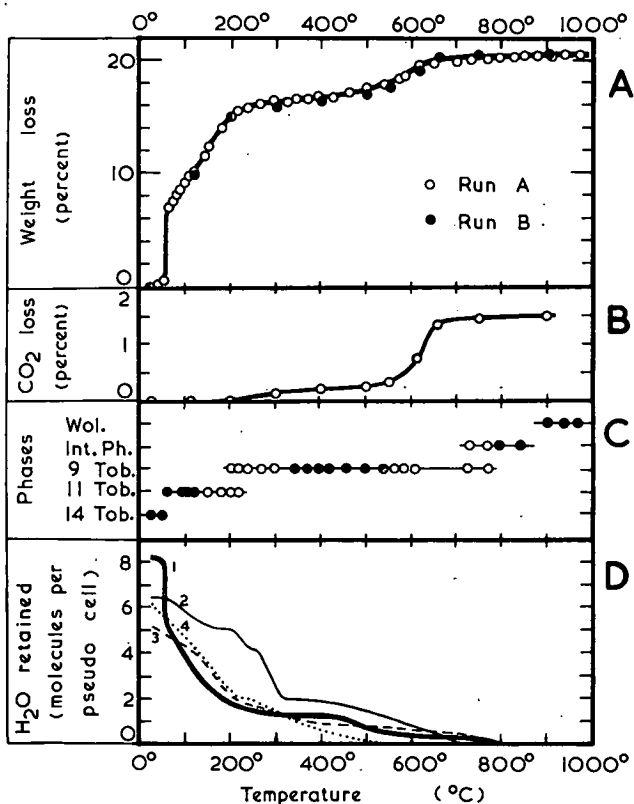 0° 200° 400° 600° 800° 1000°
A
Weight loss
(percent)
20
10
0
Run A
Run B
B
CO2 loss
(percent)
2
1
0
C
Phases
Wol.
Int. Ph.
9 Tob.
11 Tob.
14 Tob.
D
H2O retained
(molecules per
pseudo cell)
8
6
4
2
0
1
2
4
3
0° 200° 400° 600° 800° 1000°
Temperature (°C)